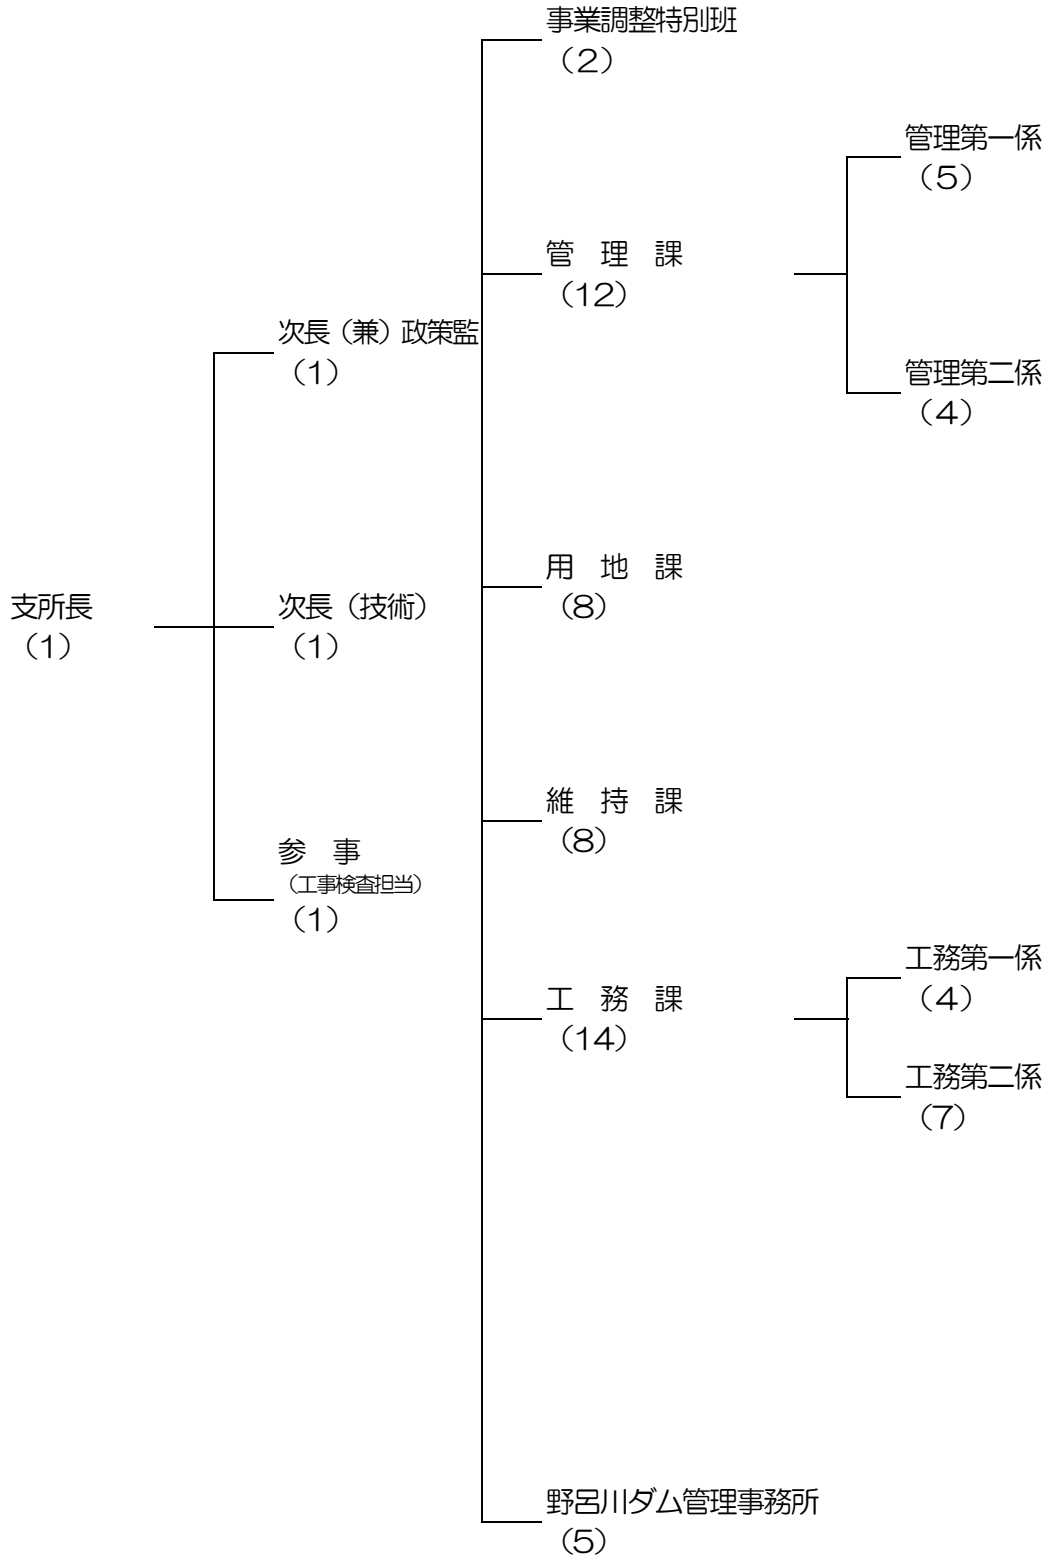 事業調整特別班
（２）
管理第一係
（５）
管　理　課
（12）
次長（兼）政策監
（１）
管理第二係
（４）
用　地　課
（８）
支所長
（１）
次長（技術）
（１）
維　持　課
（８）
参　事
（工事検査担当）
（１）
工務第一係
（４）
工　務　課
（14）
工務第二係
（７）
野呂川ダム管理事務所
（５）